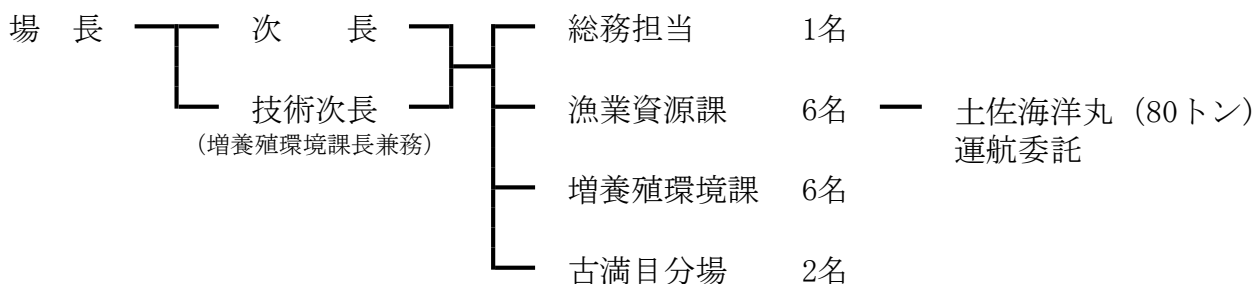 場　長　次　　長　総務担当　1名
技術次長　漁業資源課　6名　土佐海洋丸（80トン）
(増養殖環境課長兼務)　運航委託
増養殖環境課　6名
古満目分場　2名